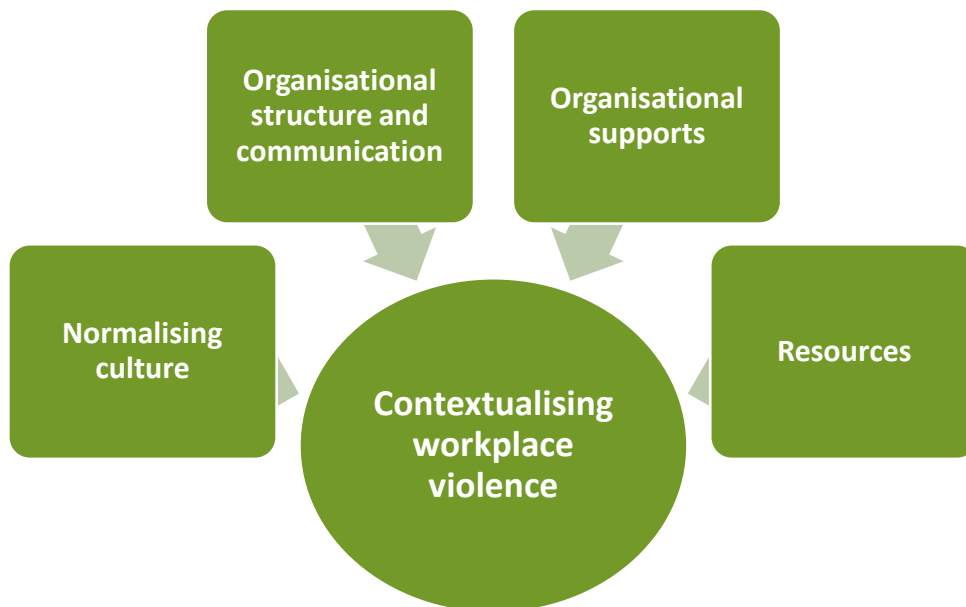 Organisational
structure and
communication
Organisational
supports
Normalising
culture
Resources
Contextualising
workplace
violence